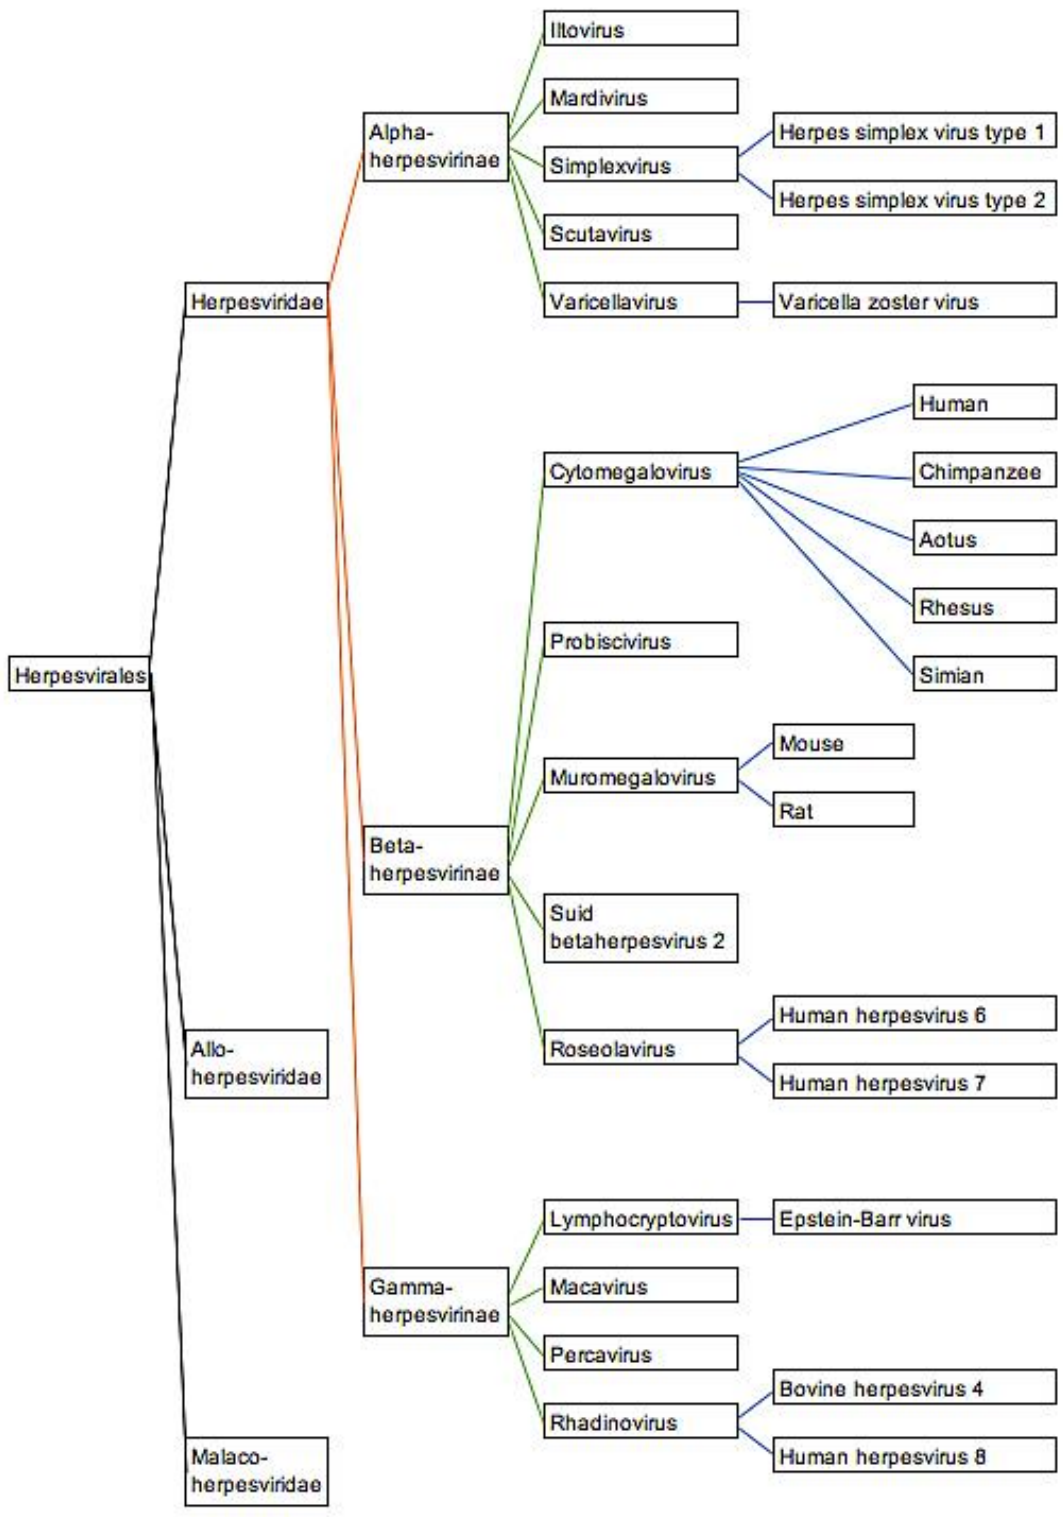 Iltovirus
Mardivirus
Alpha-
herpesvirinae
Herpes simplex virus type 1
Simplexvirus
Herpes simplex virus type 2
Scutavirus
Herpesviridae
Varicellavirus
Varicella zoster virus
Human
Cytomegalovirus
Chimpanzee
Aotus
Rhesus
Probiscivirus
Herpesvirales
Simian
Mouse
Muromegalovirus
Rat
Beta-
herpesvirinae
Suid
betaherpesvirus 2
Human herpesvirus 6
Roseolavirus
Allo-
herpesviridae
Human herpesvirus 7
Lymphocryptovirus
Epstein-Barr virus
Gamma-
herpesvirinae
Macavirus
Percavirus
Bovine herpesvirus 4
Rhadinovirus
Human herpesvirus 8
Malaco-
herpesviridae